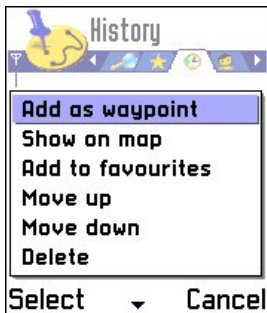 History
Add as waypoint
Show on map
Add to favourites
Move up
Move down
Delete
Select
Cancel